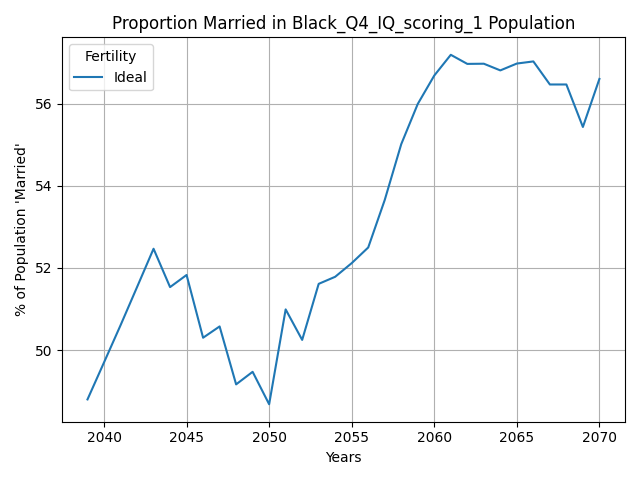 Proportion Married in Black_Q4_IQ_scoring_1 Population
Fertility
Ideal
% of Population 'Married'
56
54
52
50
2040 2045 2050 2055 2060 2065 2070
Years